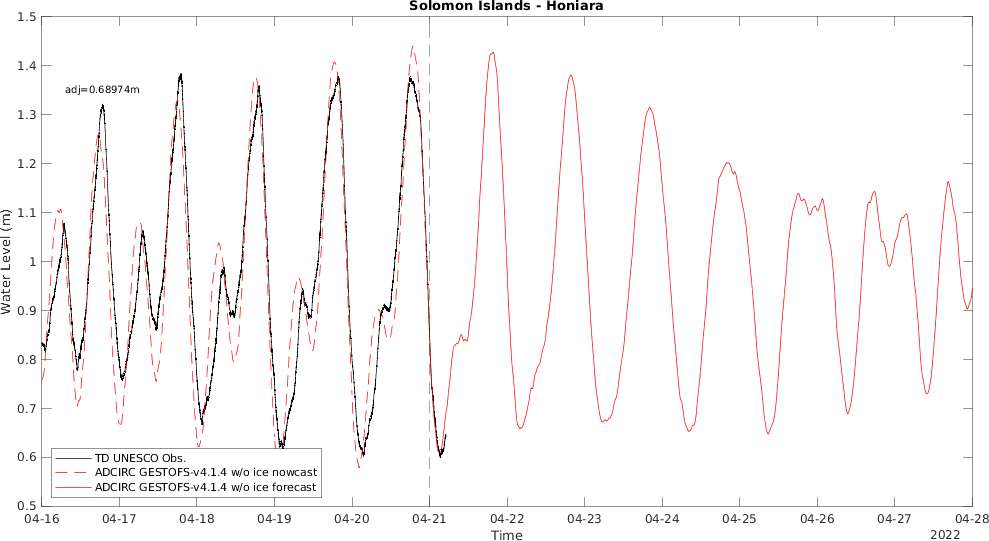 Solomon Islands - Honiara
1.5
1.4
1.3
1.2
1.1
1
0.9
0.8
0.7
0.6
0.5
Water Level (m)
adj=0.68974m
TD UNESCO Obs.
ADCIRC GESTOFS-v4.1.4 w/o ice nowcast
ADCIRC GESTOFS-v4.1.4 w/o ice forecast
04-16 04-17 04-18 04-19 04-20 04-21 04-22 04-23 04-24 04-25 04-26 04-27 04-28
Time
2022